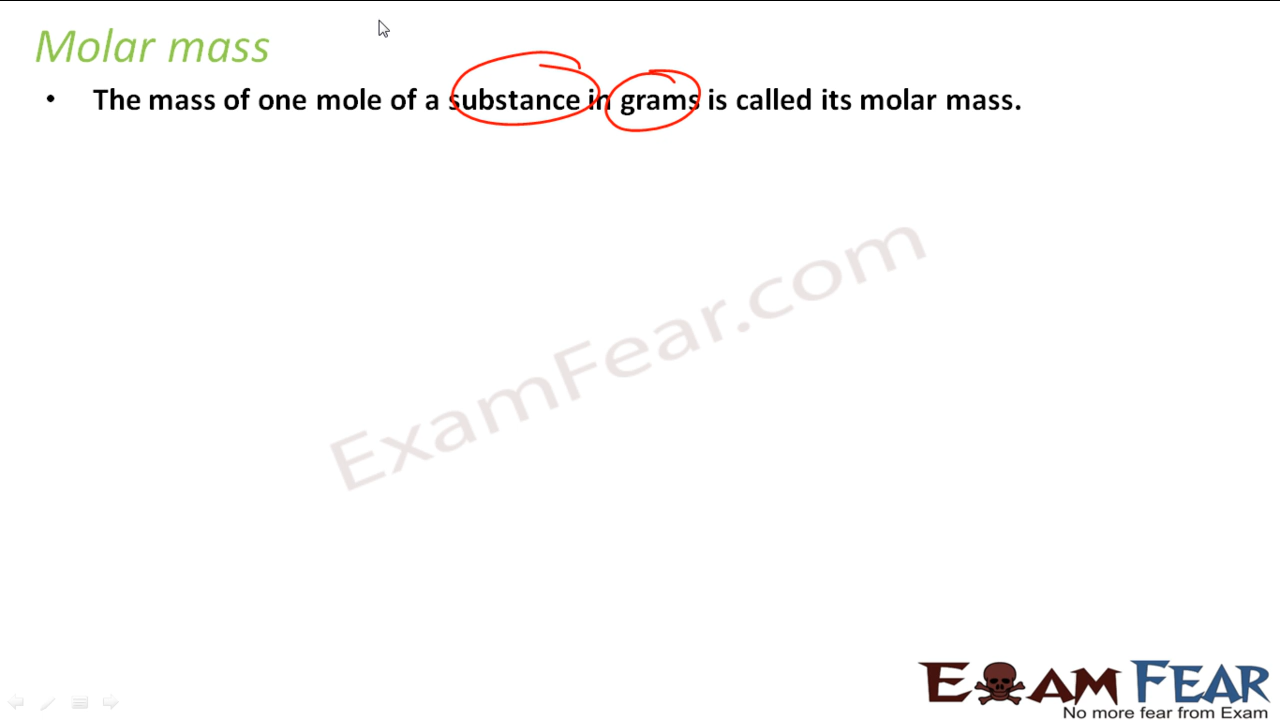 Molar mass
• The mass of one mole of a substance in grams is called its molar mass.
ExamFear.com
EXAM FEAR
No more fear from Exam